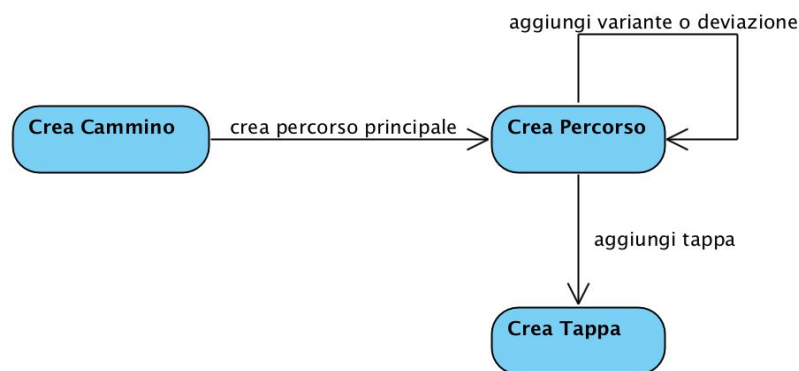 aggiungi variante o deviazione
Crea Cammino
crea percorso principale
Crea Percorso
aggiungi tappa
Crea Tappa